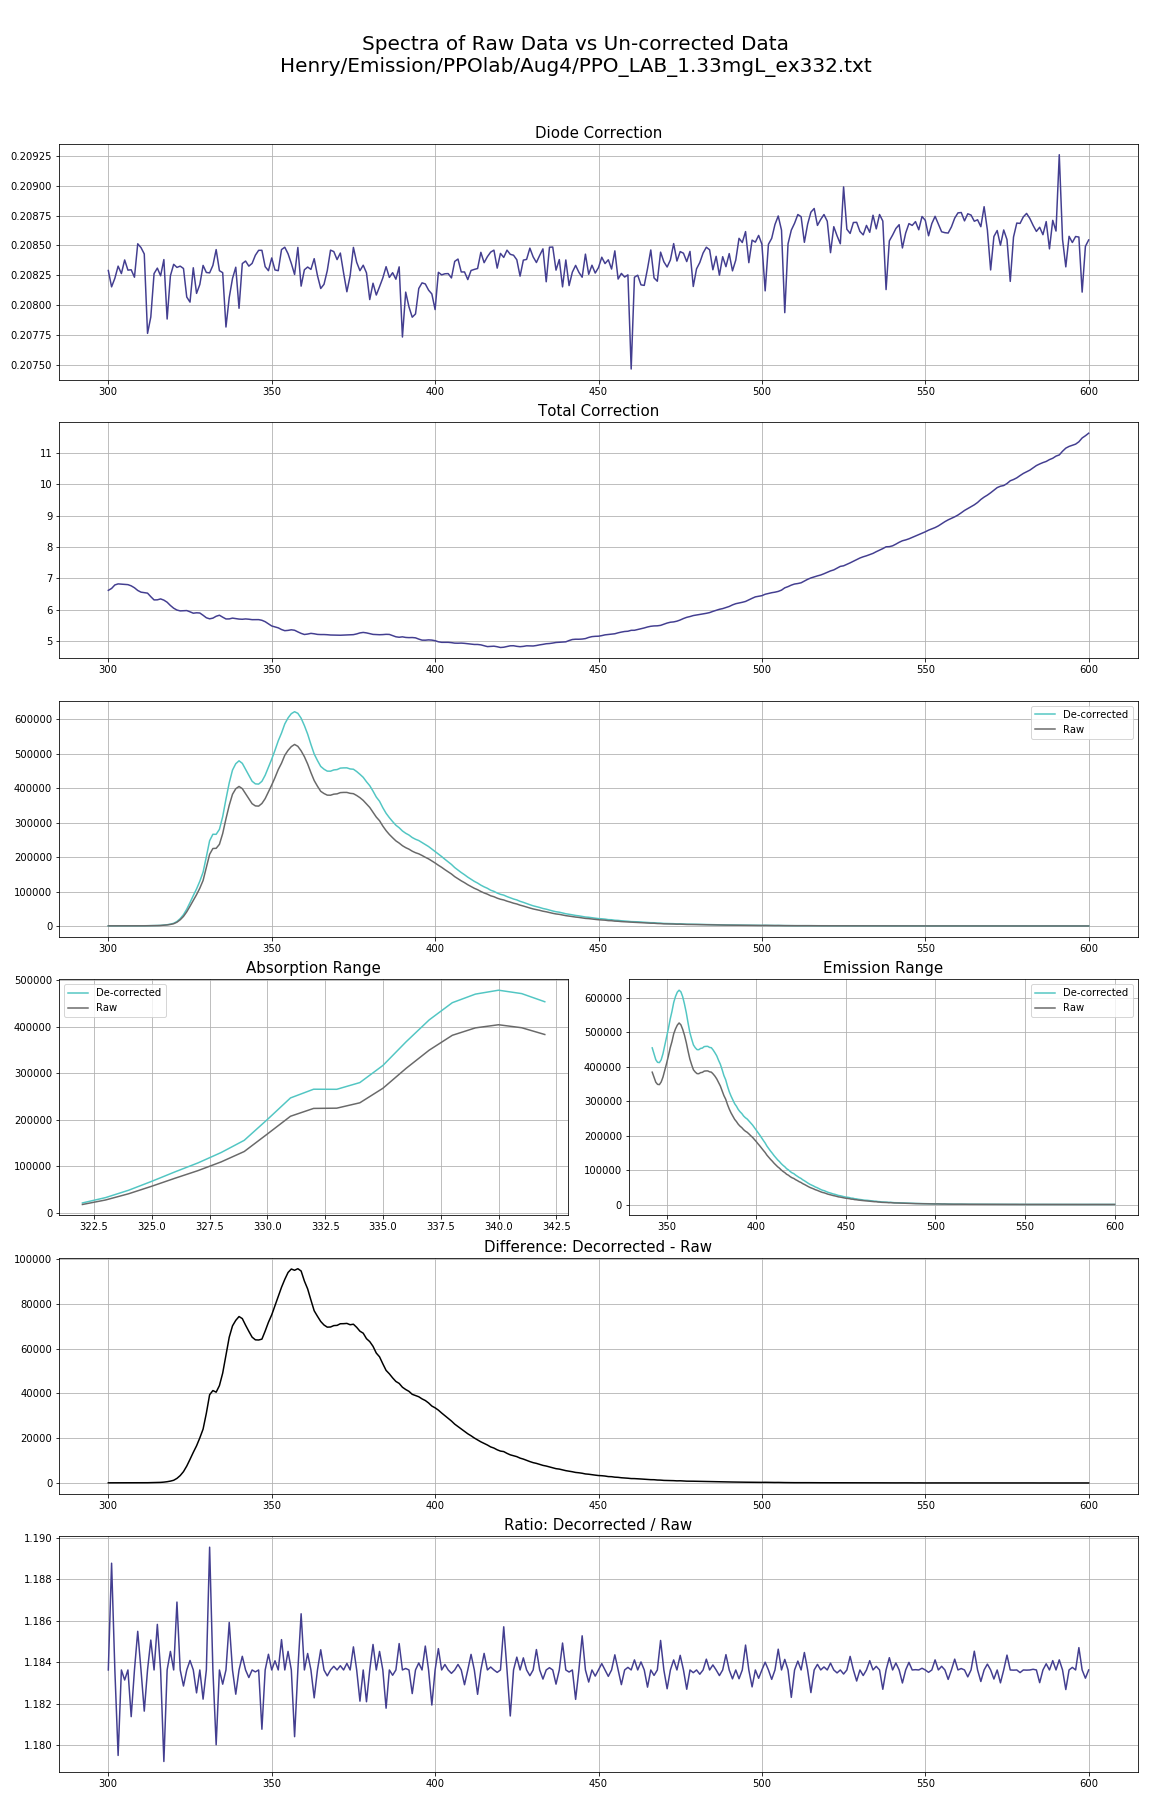 Spectra of Raw Data vs Un-corrected Data
Henry/Emission/PPOlab/Aug4/PPO_LAB_1.33mgL_ex332.txt
Diode Correction
0.20925
0.20900
0.20875
0.20850
0.20825
0.20800
0.20775
0.20750
300 350 400 450 500 550 600
Total Correction
11
10
9
8
7
6
5
300 350 400 450 500 550 600
De-corrected
Raw
600000
500000
400000
300000
200000
100000
0
300 350 400 450 500 550 600
Absorption Range
De-corrected
Raw
500000
400000
300000
200000
100000
0
322.5 325.0 327.5 330.0 332.5 335.0 337.5 340.0 342.5
Emission Range
De-corrected
Raw
600000
500000
400000
300000
200000
100000
0
350 400 450 500 550 600
Difference: Decorrected - Raw
100000
80000
60000
40000
20000
0
300 350 400 450 500 550 600
Ratio: Decorrected / Raw
1.190
1.188
1.186
1.184
1.182
1.180
300 350 400 450 500 550 600